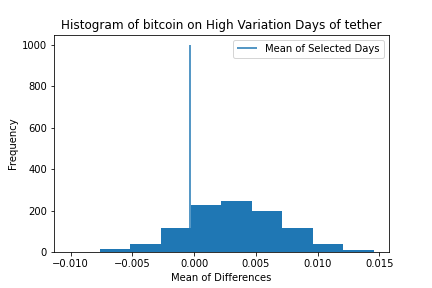 Histogram of bitcoin on High Variation Days of tether
Mean of Selected Days
Frequency
1000
800
600
400
200
0
−0.010 −0.005 0.000 0.005 0.010 0.015
Mean of Differences